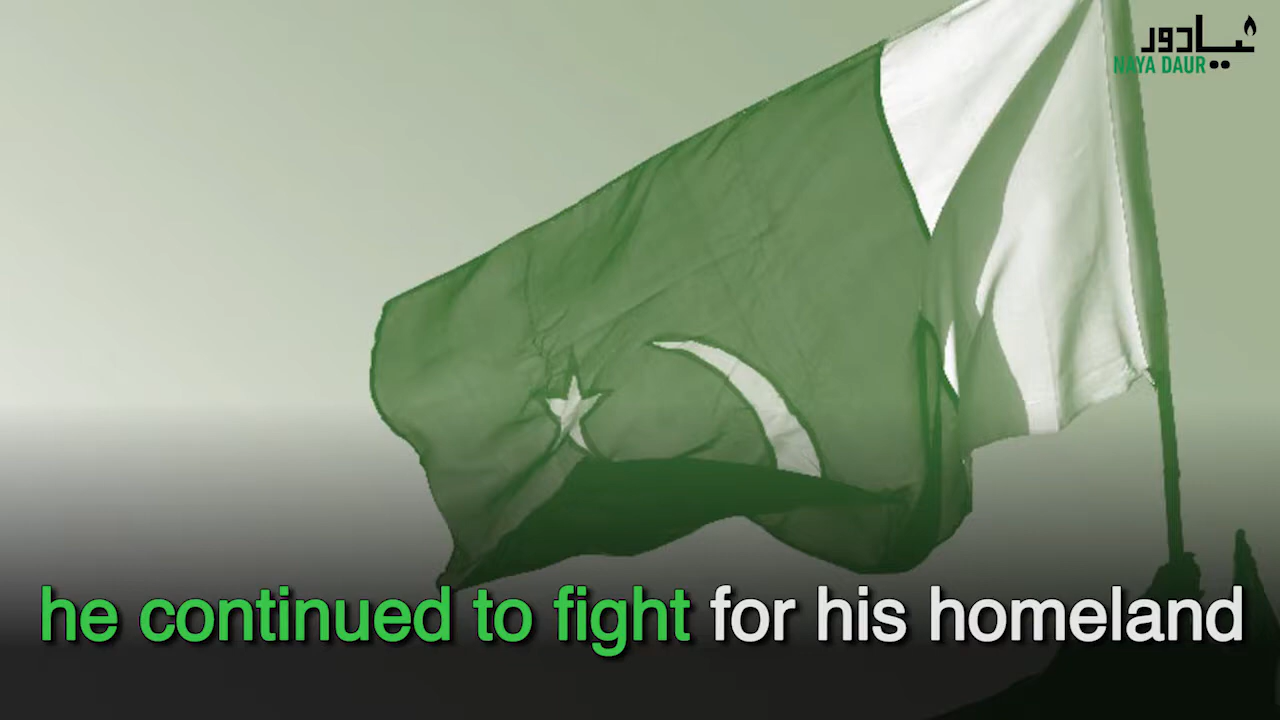 نیا دور
NAYA DAUR
he continued to fight for his homeland